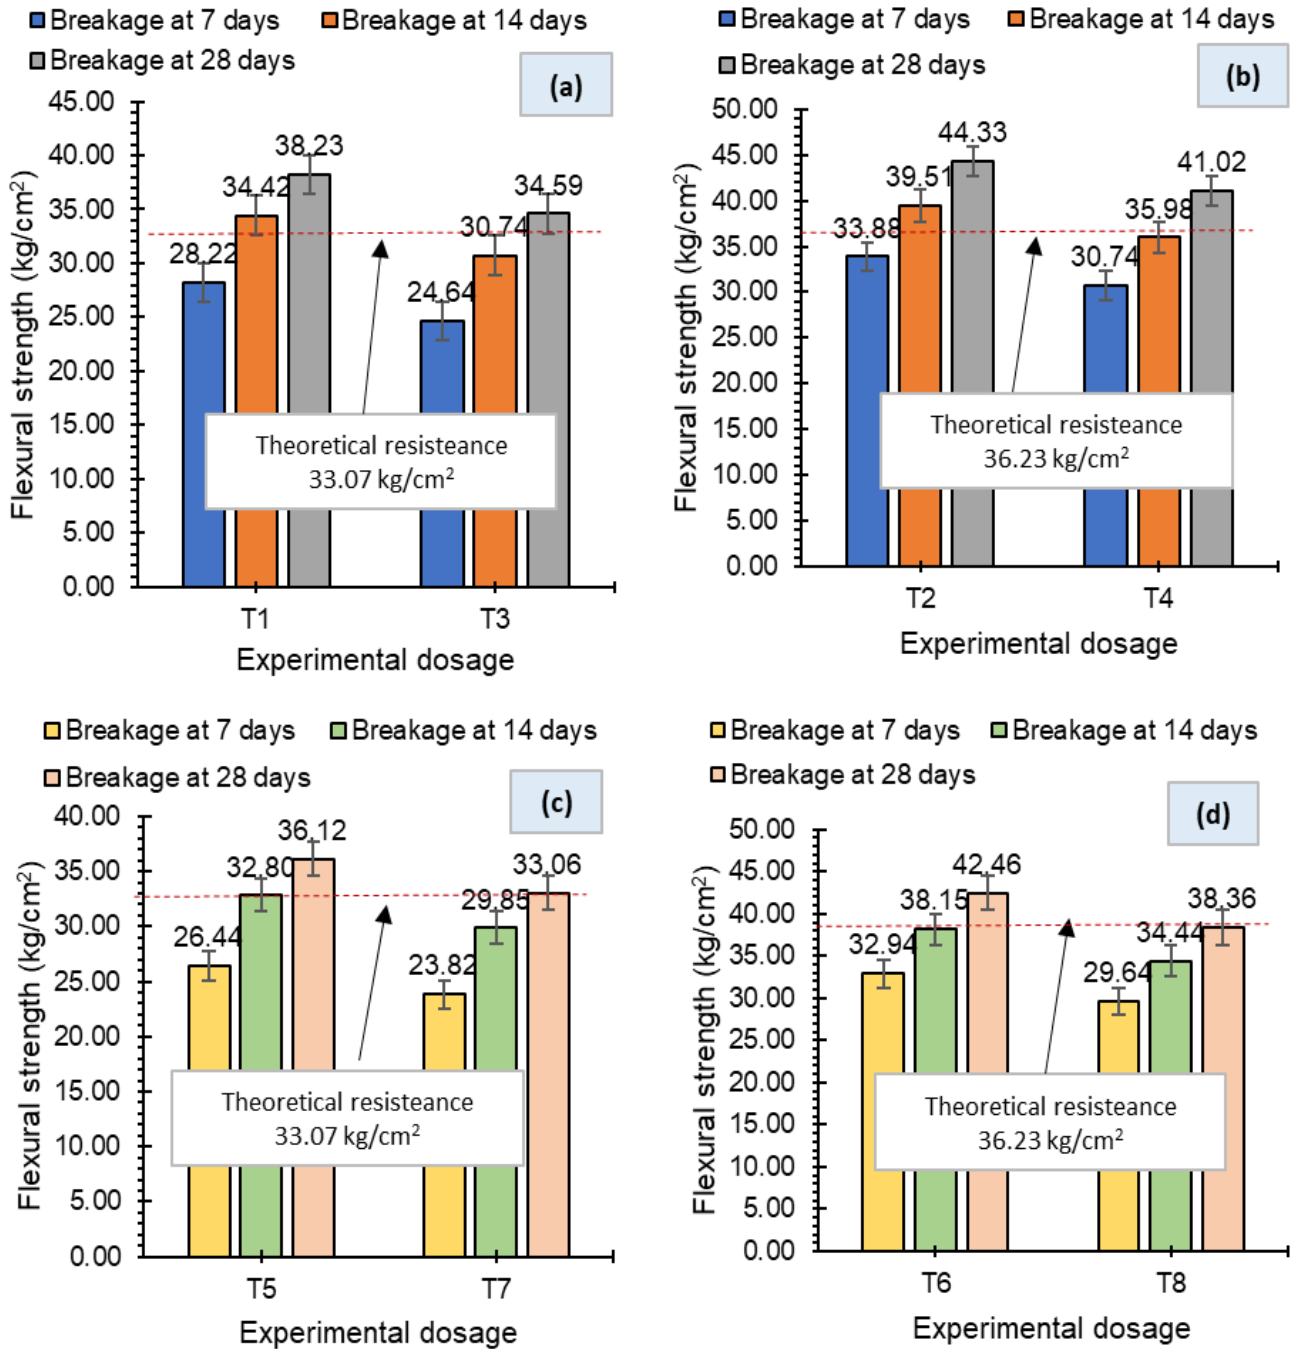 Breakage at 7 days Breakage at 14 days
Breakage at 28 days
(a)
Flexural strength (kg/cm²)
45.00
40.00
35.00
30.00
25.00
20.00
15.00
10.00
5.00
0.00
28.22
34.42
38.23
24.64
30.74
34.59
Theoretical resisteance
33.07 kg/cm²
T1 T3
Experimental dosage
Breakage at 7 days Breakage at 14 days
Breakage at 28 days
(b)
Flexural strength (kg/cm²)
50.00
45.00
40.00
35.00
30.00
25.00
20.00
15.00
10.00
5.00
0.00
33.88
39.51
44.33
30.74
35.98
41.02
Theoretical resisteance
36.23 kg/cm²
T2 T4
Experimental dosage
Breakage at 7 days Breakage at 14 days
Breakage at 28 days
(c)
Flexural strength (kg/cm²)
40.00
35.00
30.00
25.00
20.00
15.00
10.00
5.00
0.00
26.44
32.80
36.12
23.82
29.85
33.06
Theoretical resisteance
33.07 kg/cm²
T5 T7
Experimental dosage
Breakage at 7 days Breakage at 14 days
Breakage at 28 days
(d)
Flexural strength (kg/cm²)
50.00
45.00
40.00
35.00
30.00
25.00
20.00
15.00
10.00
5.00
0.00
32.94
38.15
42.46
29.64
34.44
38.36
Theoretical resisteance
36.23 kg/cm²
T6 T8
Experimental dosage